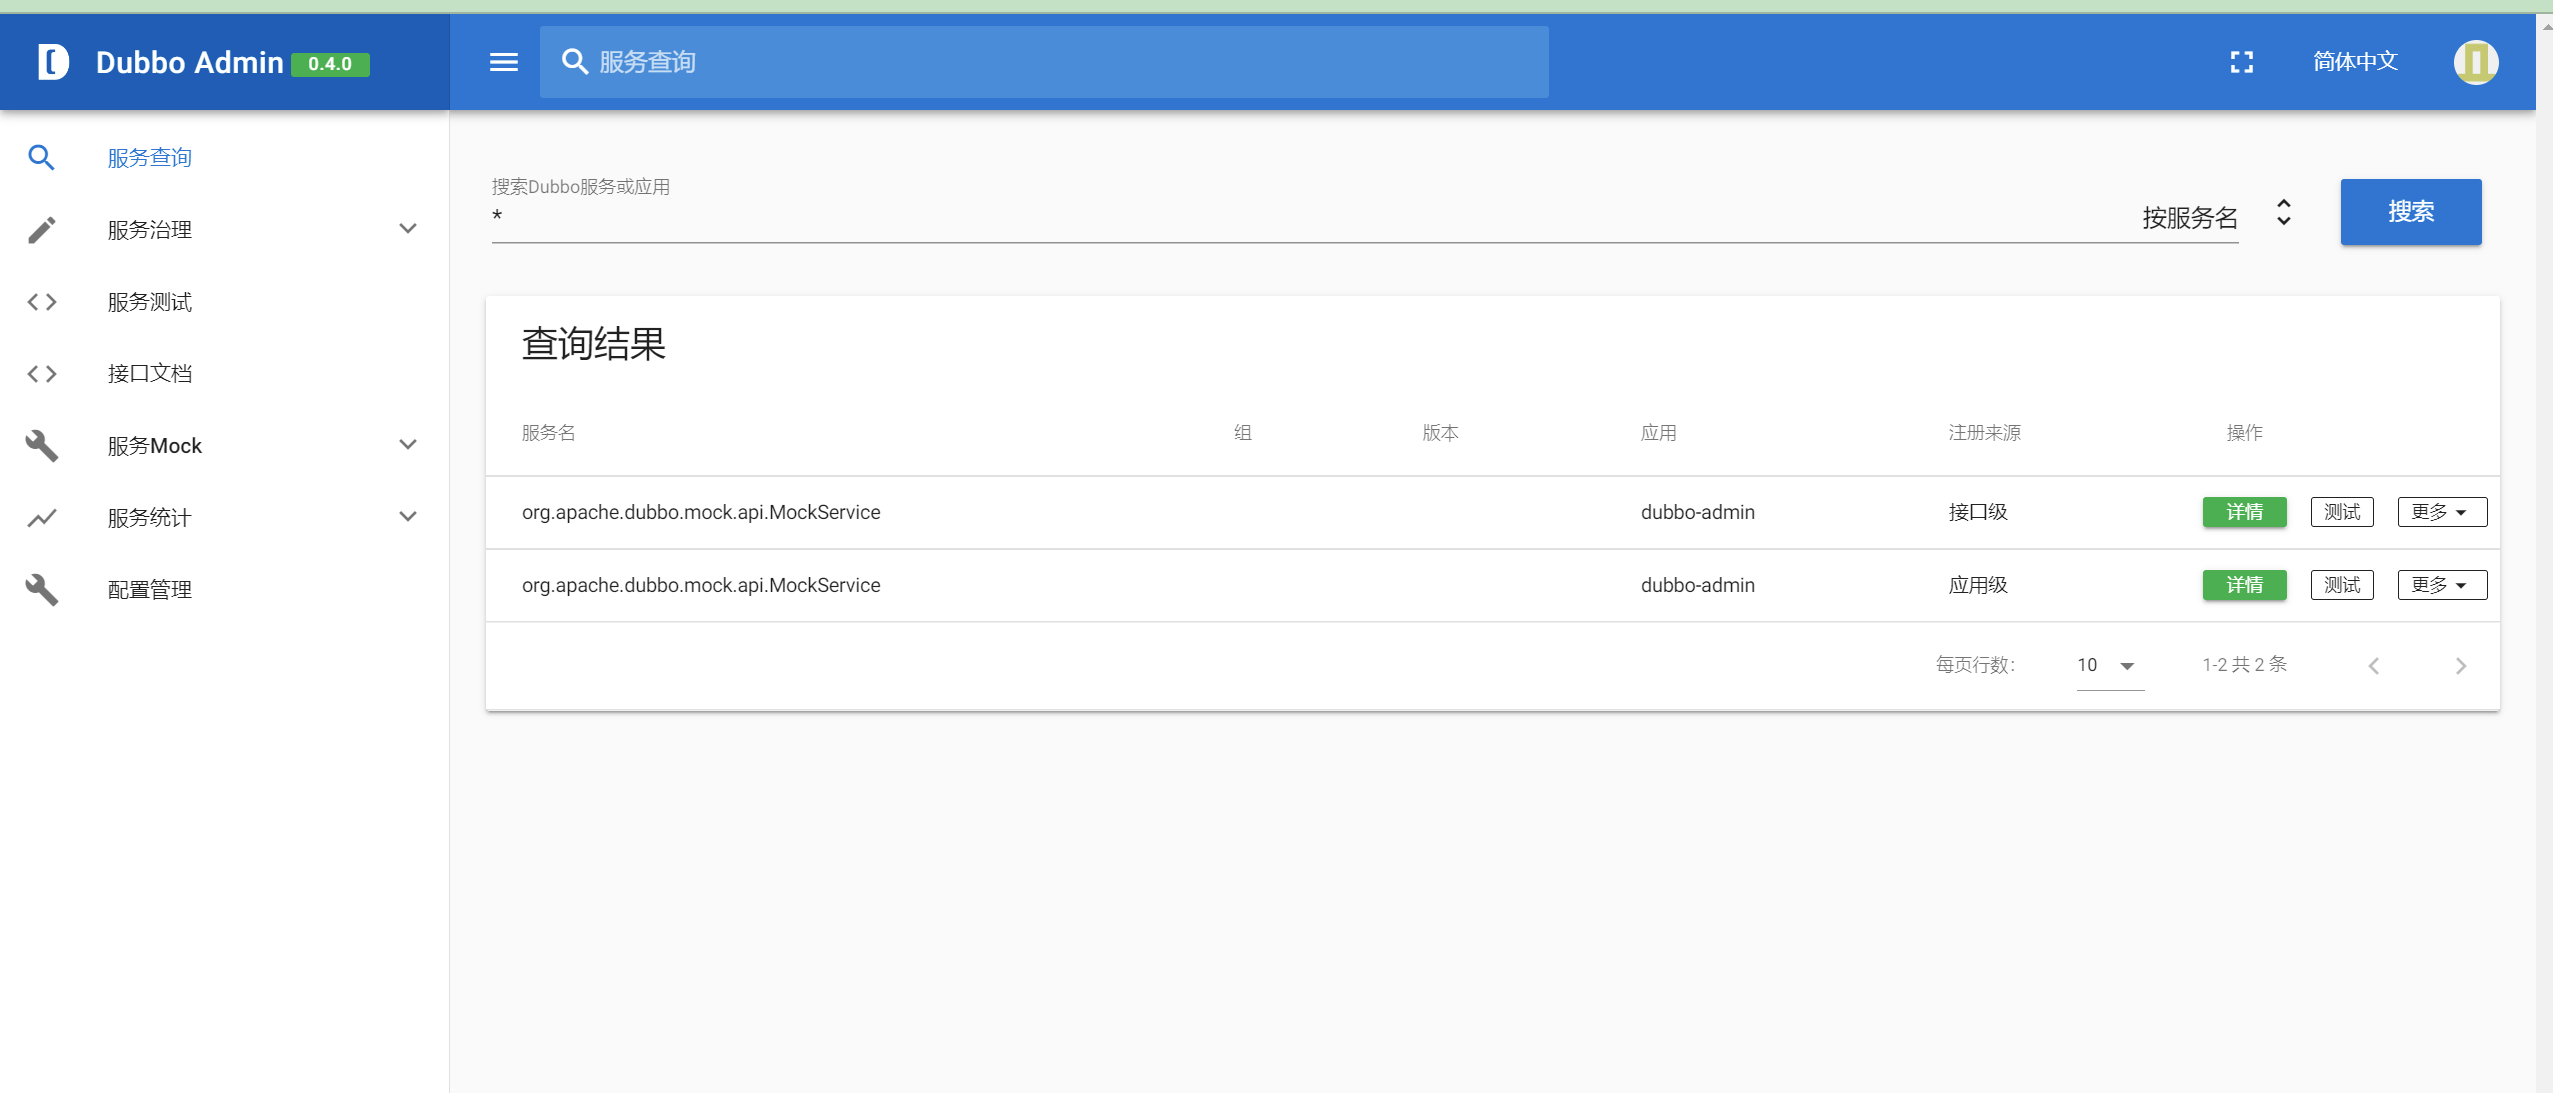 Dubbo Admin 0.4.0
服务查询
简体中文
服务查询
服务治理
服务测试
接口文档
服务Mock
服务统计
配置管理
搜索Dubbo服务或应用
* 按服务名
搜索
查询结果
服务名 组 版本 应用 注册来源 操作
org.apache.dubbo.mock.api.MockService dubbo-admin 接口级 详情 测试 更多
org.apache.dubbo.mock.api.MockService dubbo-admin 应用级 详情 测试 更多
每页行数: 10 1-2 共 2 条